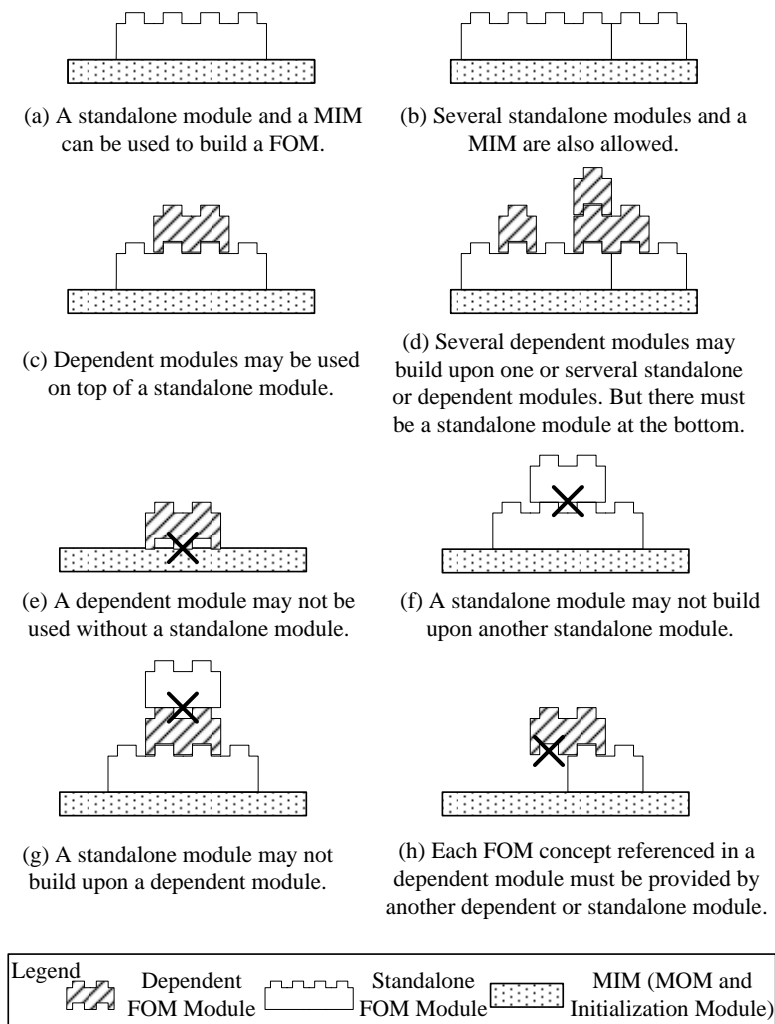 (a) A standalone module and a MIM
can be used to build a FOM.
(b) Several standalone modules and a
MIM are also allowed.
(c) Dependent modules may be used
on top of a standalone module.
(d) Several dependent modules may
build upon one or serveral standalone
or dependent modules. But there must
be a standalone module at the bottom.
(e) A dependent module may not be
used without a standalone module.
(f) A standalone module may not build
upon another standalone module.
(g) A standalone module may not
build upon a dependent module.
(h) Each FOM concept referenced in a
dependent module must be provided by
another dependent or standalone module.
Legend
Dependent
FOM Module
Standalone
FOM Module
MIM (MOM and
Initialization Module)